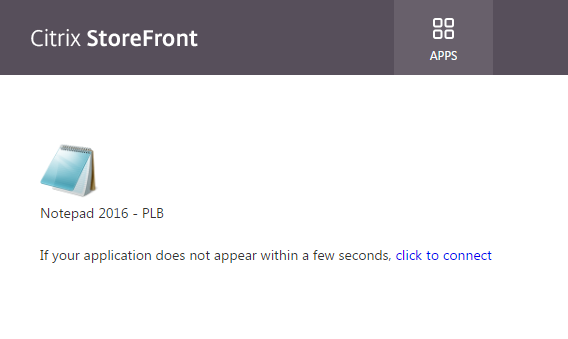 Citrix StoreFront
APPS
Notepad 2016 - PLB
If your application does not appear within a few seconds, click to connect